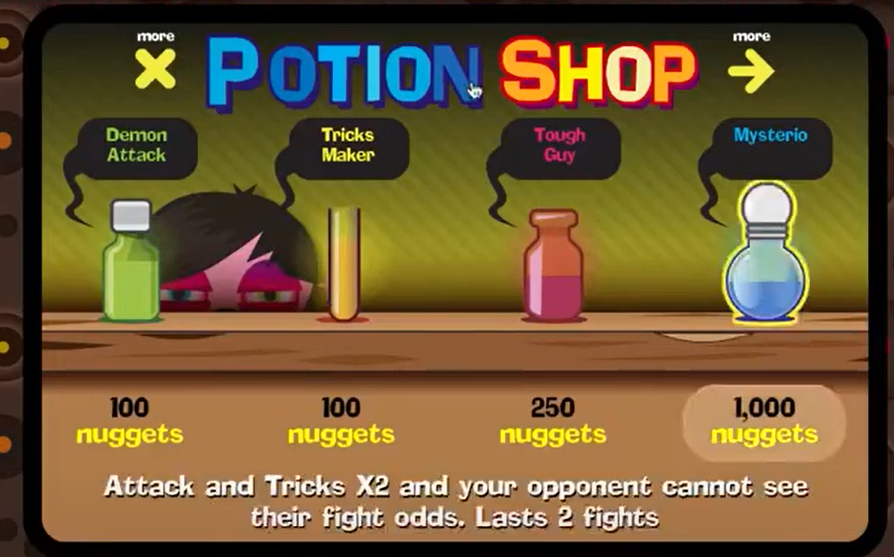 more
POTION SHOP
more
Demon
Attack
Tricks
Maker
Tough
Guy
Mysterio
100
nuggets
100
nuggets
250
nuggets
1,000
nuggets
Attack and Tricks X2 and your opponent cannot see
their fight odds. Lasts 2 fights